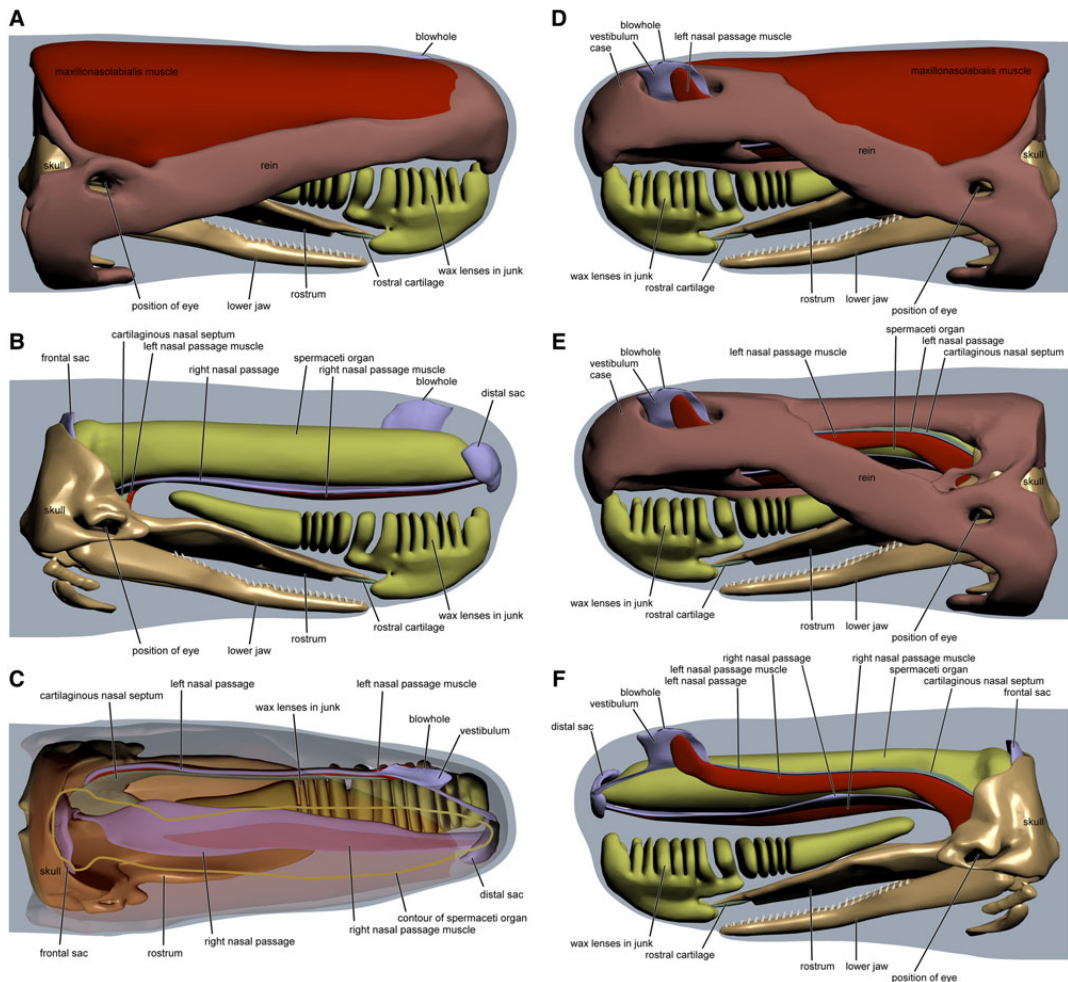 A
blowhole
maxillonasolabialis muscle
rein
skull
wax lenses in junk
rostral cartilage
rostrum
lower jaw
position of eye
B
cartilaginous nasal septum
left nasal passage muscle
frontal sac
right nasal passage
spermaceti organ
right nasal passage muscle
blowhole
distal sac
skull
wax lenses in junk
rostral cartilage
rostrum
lower jaw
position of eye
C
left nasal passage
left nasal passage muscle
cartilaginous nasal septum
wax lenses in junk
blowhole
vestibulum
skull
distal sac
contour of spermaceti organ
right nasal passage muscle
right nasal passage
rostrum
frontal sac
D
blowhole
vestibulum
case
left nasal passage muscle
maxillonasolabialis muscle
rein
skull
wax lenses in junk
rostral cartilage
rostrum
lower jaw
position of eye
E
spermaceti organ
left nasal passage
cartilaginous nasal septum
left nasal passage muscle
blowhole
vestibulum
case
rein
skull
wax lenses in junk
rostral cartilage
rostrum
lower jaw
position of eye
F
right nasal passage
right nasal passage muscle
left nasal passage muscle
spermaceti organ
left nasal passage
cartilaginous nasal septum
blowhole
frontal sac
vestibulum
distal sac
skull
wax lenses in junk
rostral cartilage
rostrum
lower jaw
position of eye